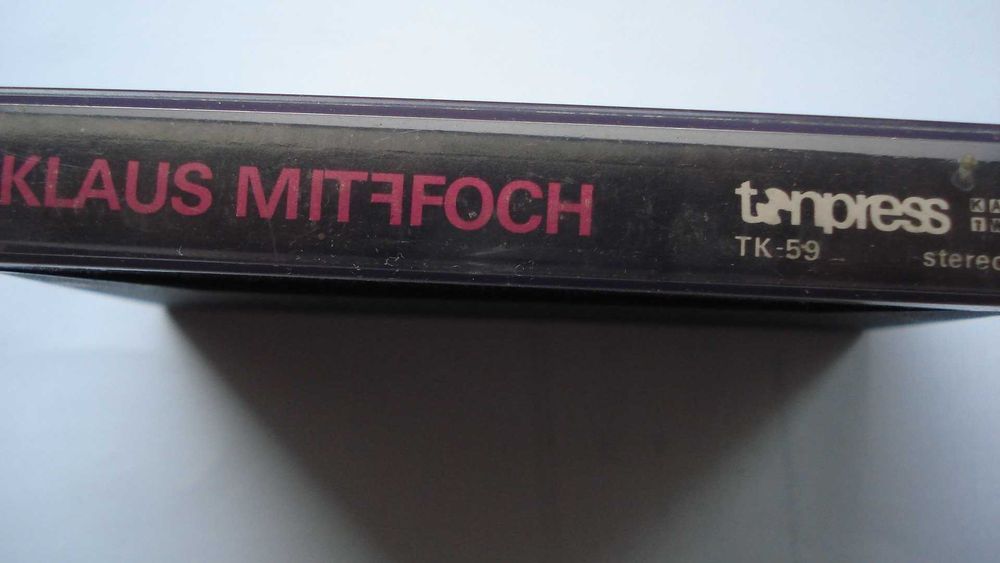 KLAUS MITFFOCH
tonpress
TK-59
stereo